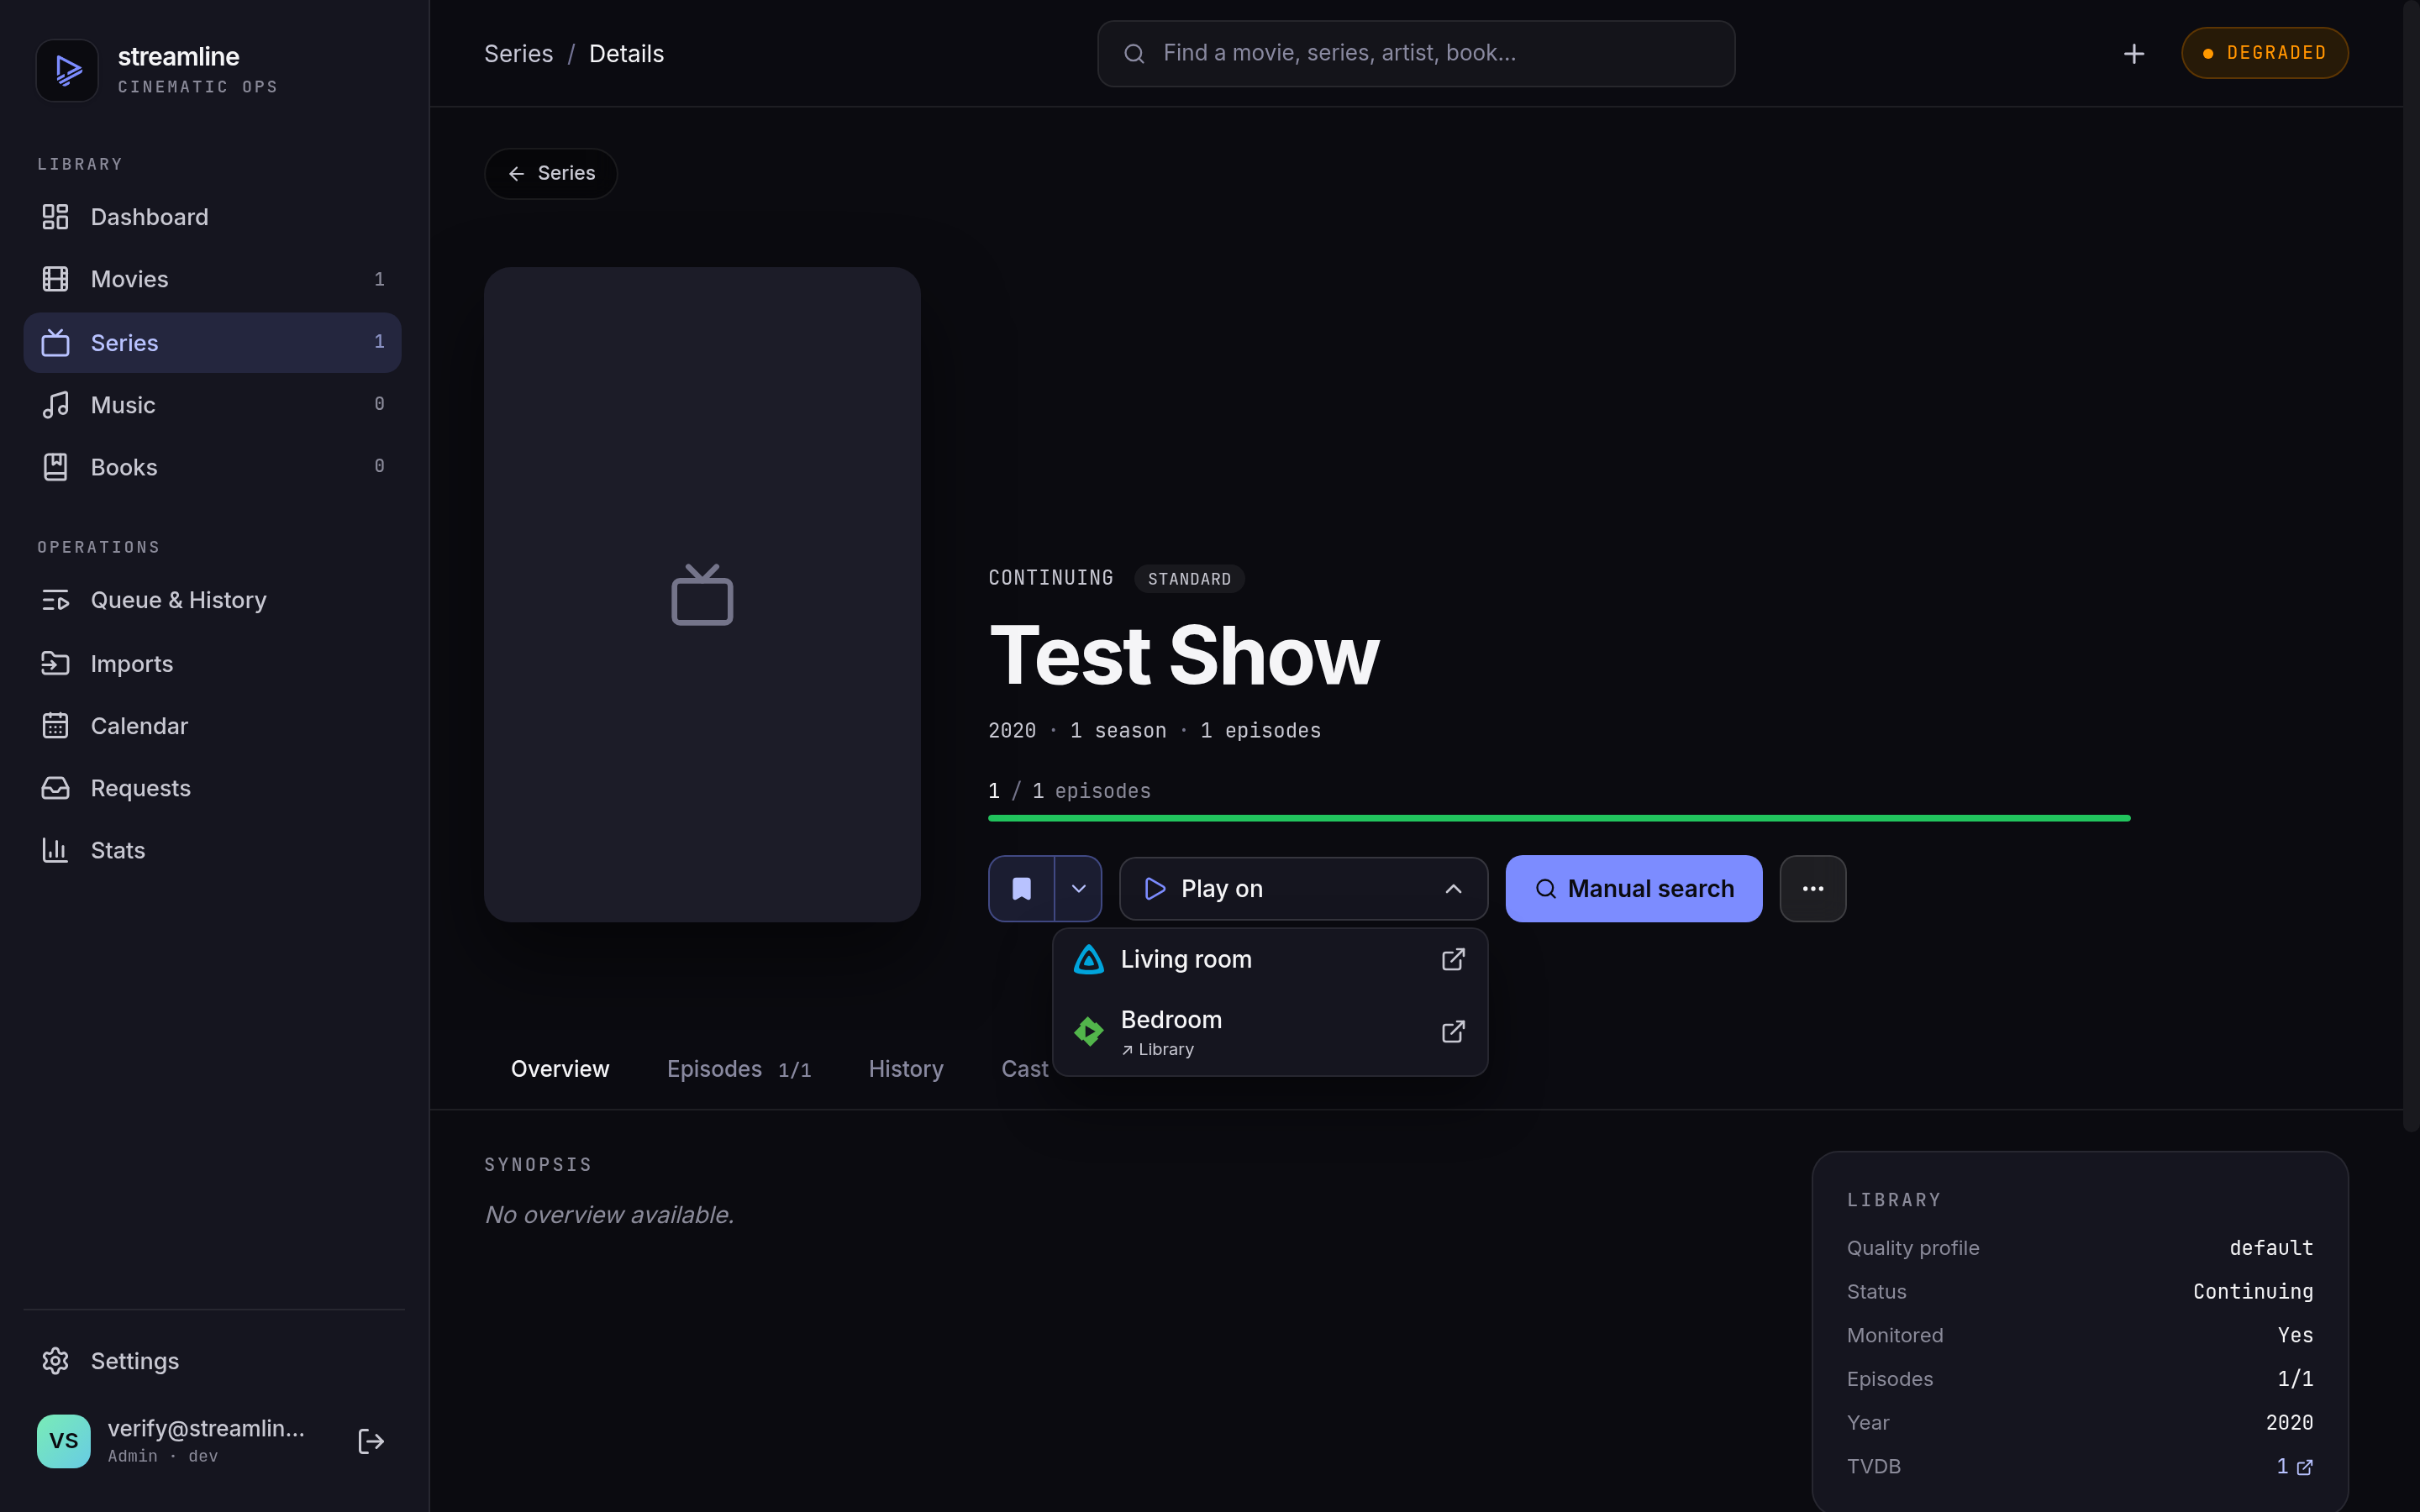 streamline
CINEMATIC OPS
LIBRARY
Dashboard
Movies 1
Series 1
Music 0
Books 0
OPERATIONS
Queue & History
Imports
Calendar
Requests
Stats
Settings
VS
verify@streamlin...
Admin · dev
Series / Details
Find a movie, series, artist, book...
DEGRADED
Series
CONTINUING STANDARD
Test Show
2020 · 1 season · 1 episodes
1 / 1 episodes
Play on
Manual search
Living room
Bedroom
Library
Overview Episodes 1/1 History Cast
SYNOPSIS
No overview available.
LIBRARY
Quality profile default
Status Continuing
Monitored Yes
Episodes 1/1
Year 2020
TVDB 1